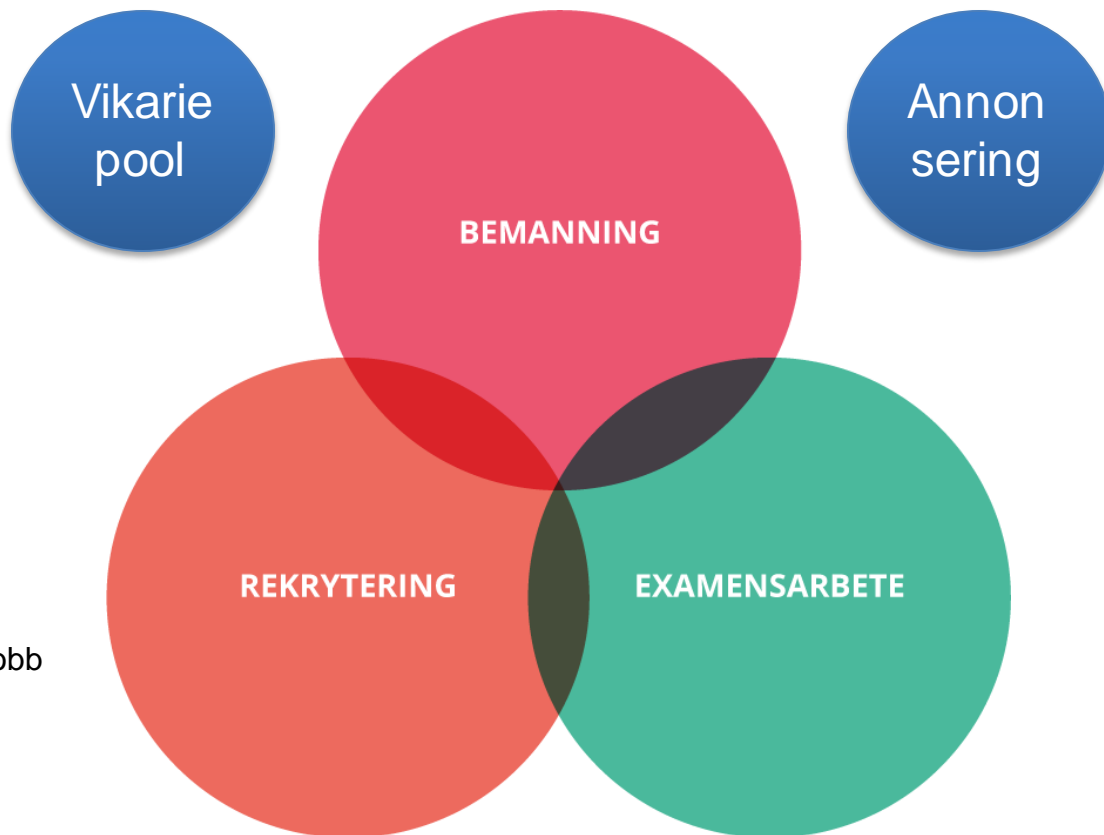 Vikarie
pool
Annon
sering
BEMANNING
REKRYTERING
EXAMENSARBETE